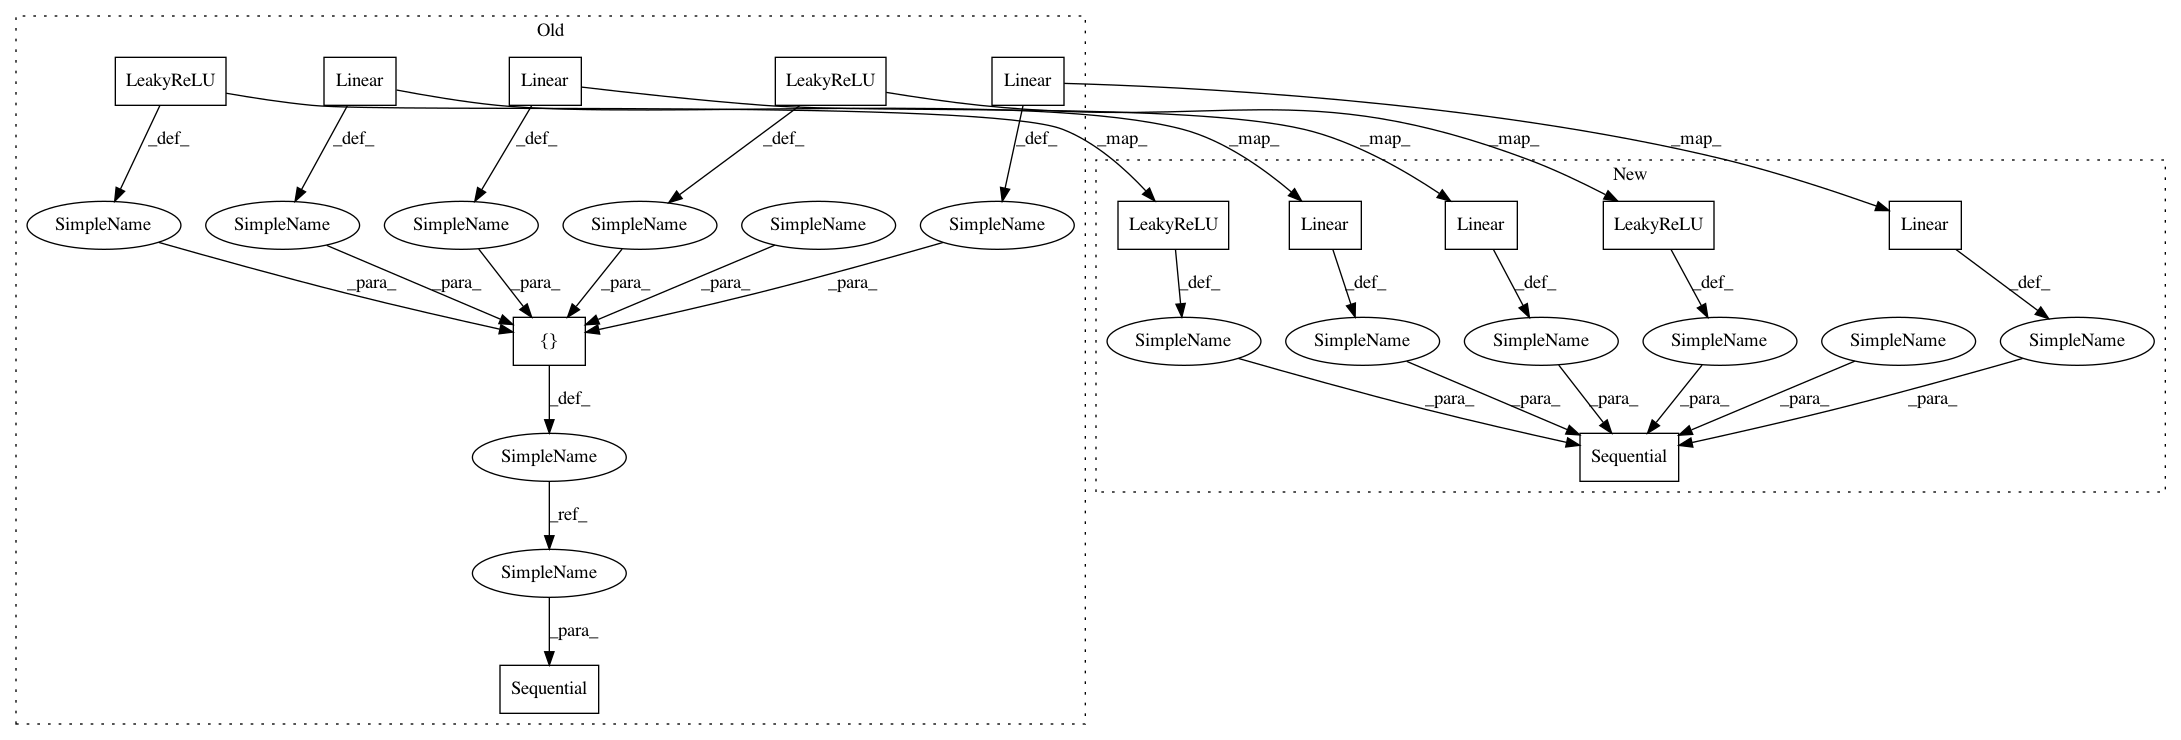 Old
LeakyReLU Linear Linear LeakyReLU Linear
_def_ _def_ _def_ _def_ _def_ _map_ _map_ _map_ _map_ _map_
New
SimpleName SimpleName SimpleName SimpleName SimpleName SimpleName LeakyReLU Linear Linear LeakyReLU Linear
_para_ _para_ _para_ _para_ _para_ _para_ _def_ _def_ _def_ _def_ _def_
{} SimpleName SimpleName SimpleName SimpleName SimpleName SimpleName
_def_ _para_ _para_ _para_ _para_ _para_ _para_
SimpleName Sequential
_ref_
SimpleName
_para_
Sequential